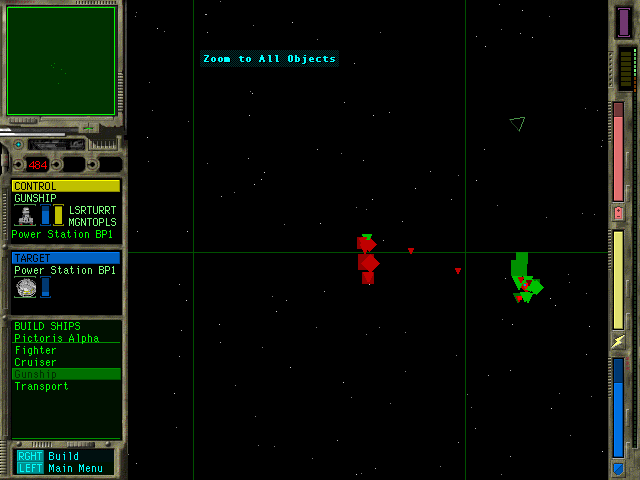 Zoom to All Objects
484
CONTROL
GUNSHIP
LSRTURRT
MGNTOPLS
Power Station BP1
TARGET
Power Station BP1
BUILD SHIPS
Pictoris Alpha
Fighter
Cruiser
Gunship
Transport
RGHT Build
LEFT Main Menu